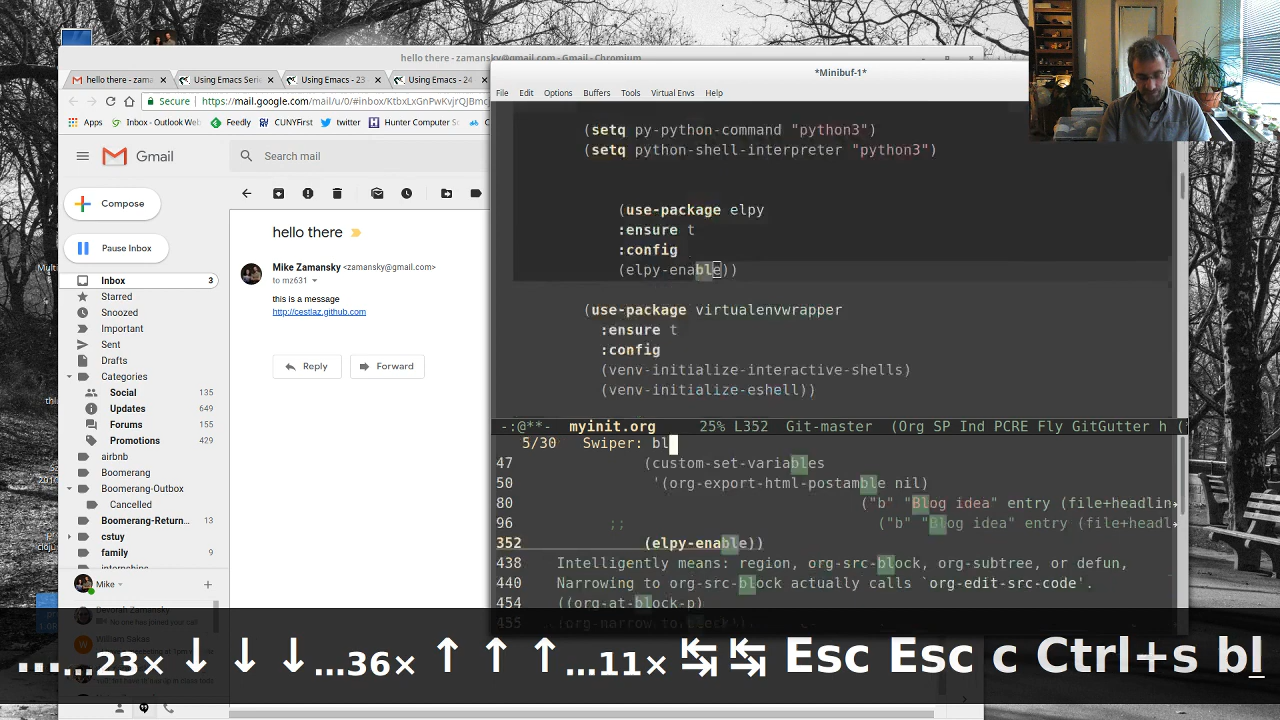 hello there - zamansky@gmail.com - Gmail - Chromium
hello there - zama
Using Emacs Seri
Using Emacs - 23
Using Emacs - 24
Secure
https://mail.google.com/mail/u/0/#inbox/KtbxLxGnPwKvjrQJBmc
Apps
Inbox - Outlook Web
Feedly
CUNYFirst
twitter
Hunter Computer S
Gmail
Search mail
Compose
Pause Inbox
Inbox 3
Starred
Snoozed
Important
Sent
Drafts
Categories
Social 135
Updates 649
Forums 155
Promotions 429
airbnb
Boomerang
Boomerang-Outbox
Cancelled
Boomerang-Return... 13
cstuy
family 9
Mike
Deborah Zamansky
William Sakas
hello there
Mike Zamansky <zamansky@gmail.com>
to mz631
this is a message
http://cestlaz.github.com
Reply
Forward
*Minibuf-1*
File Edit Options Buffers Tools Virtual Envs Help
(setq py-python-command "python3")
(setq python-shell-interpreter "python3")
(use-package elpy
:ensure t
:config
(elpy-enable))
(use-package virtualenvwrapper
:ensure t
:config
(venv-initialize-interactive-shells)
(venv-initialize-eshell))
-:@**- myinit.org 25% L352 Git-master (Org SP Ind PCRE Fly GitGutter h (
5/30 Swiper: bl
47 (custom-set-variables
50 '(org-export-html-postamble nil)
80 ("b" "Blog idea" entry (file+headlin
96 ;; ("b" "Blog idea" entry (file+headl
352 (elpy-enable))
438 Intelligently means: region, org-src-block, org-subtree, or defun,
440 Narrowing to org-src-block actually calls `org-edit-src-code'.
454 ((org-at-block-p)
455 (org-narrow-to-block))
......23× ↓ ↓ ↓...36× ↑ ↑ ↑...11× ↹ ↹ Esc Esc c Ctrl+s bl